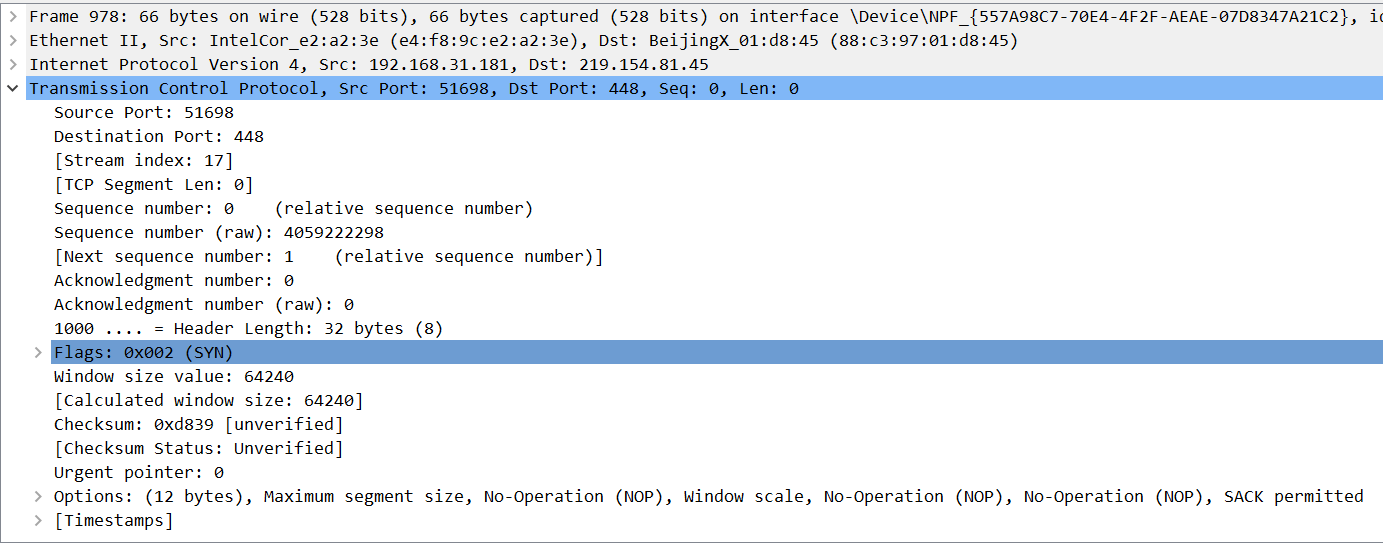 Frame 978: 66 bytes on wire (528 bits), 66 bytes captured (528 bits) on interface \Device\NPF_{557A98C7-70E4-4F2F-AEAE-07D8347A21C2},
Ethernet II, Src: IntelCor_e2:a2:3e (e4:f8:9c:e2:a2:3e), Dst: BeijingX_01:d8:45 (88:c3:97:01:d8:45)
Internet Protocol Version 4, Src: 192.168.31.181, Dst: 219.154.81.45
Transmission Control Protocol, Src Port: 51698, Dst Port: 448, Seq: 0, Len: 0
Source Port: 51698
Destination Port: 448
[Stream index: 17]
[TCP Segment Len: 0]
Sequence number: 0    (relative sequence number)
Sequence number (raw): 4059222298
[Next sequence number: 1    (relative sequence number)]
Acknowledgment number: 0
Acknowledgment number (raw): 0
1000 .... = Header Length: 32 bytes (8)
Flags: 0x002 (SYN)
Window size value: 64240
[Calculated window size: 64240]
Checksum: 0xd839 [unverified]
[Checksum Status: Unverified]
Urgent pointer: 0
Options: (12 bytes), Maximum segment size, No-Operation (NOP), Window scale, No-Operation (NOP), No-Operation (NOP), SACK permitted
[Timestamps]